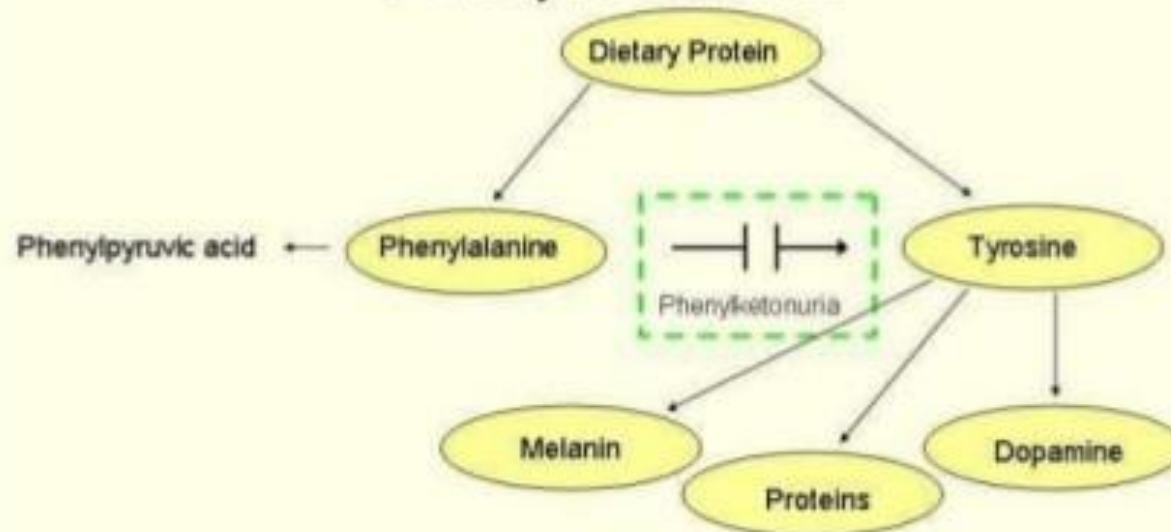 Dietary Protein
Phenylpyruvic acid
Phenylalanine
Tyrosine
Phenylketonuria
Melanin
Dopamine
Proteins